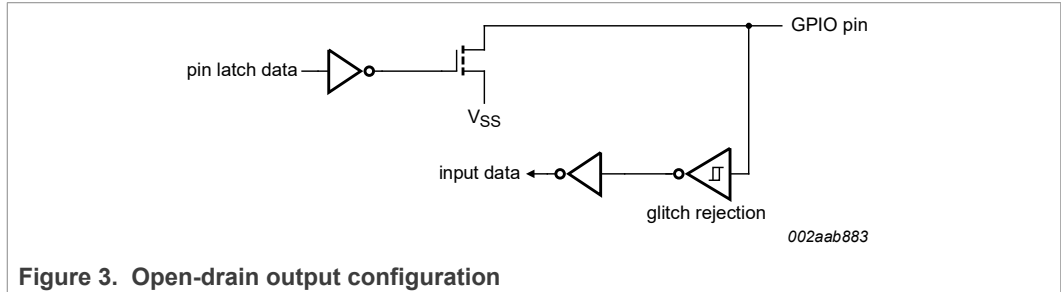 GPIO pin
pin latch data
VSS
input data
glitch rejection
002aab883
Figure 3. Open-drain output configuration